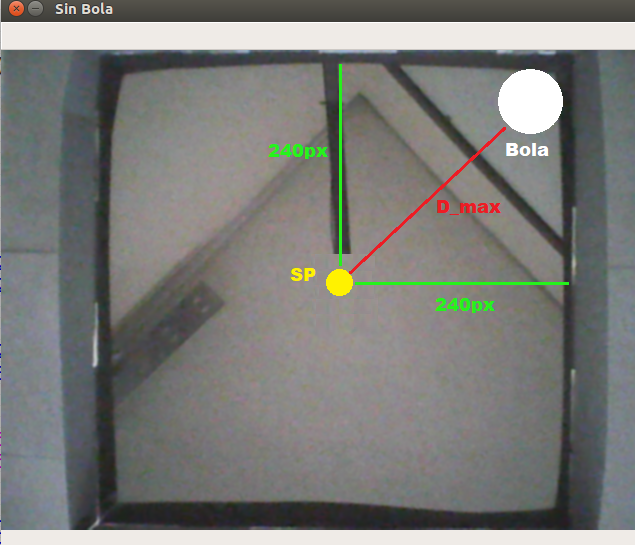 Sin Bola
240px
Bola
D_max
SP
240px